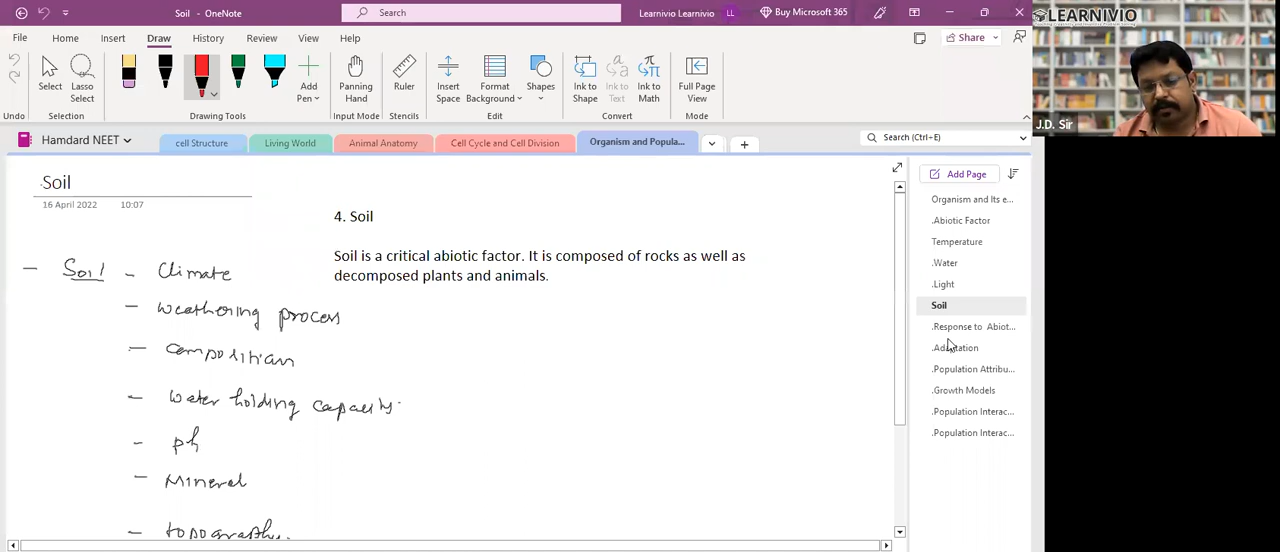 Soil - OneNote
Search
Learnivio Learnivio
LL
Buy Microsoft 365
File
Home
Insert
Draw
History
Review
View
Help
Share
Undo
Select
Lasso
Select
Add
Pen
Panning
Hand
Ruler
Insert
Space
Format
Background
Shapes
Ink to
Shape
Ink to
Text
Ink to
Math
Full Page
View
Drawing Tools
Input Mode
Stencils
Edit
Convert
Mode
Hamdard NEET
cell Structure
Living World
Animal Anatomy
Cell Cycle and Cell Division
Organism and Popula...
Search (Ctrl+E)
.Soil
16 April 2022 10:07
4. Soil
Soil is a critical abiotic factor. It is composed of rocks as well as
decomposed plants and animals.
- Soil - Climate
- Weathering process
- composition
- Water holding capacity.
- ph
- Mineral
- topography.
Add Page
Organism and Its e...
.Abiotic Factor
Temperature
.Water
.Light
Soil
.Response to Abiot...
.Adaptation
.Population Attribu...
.Growth Models
.Population Interac...
.Population Interac...
LEARNIVIO
J.D. Sir